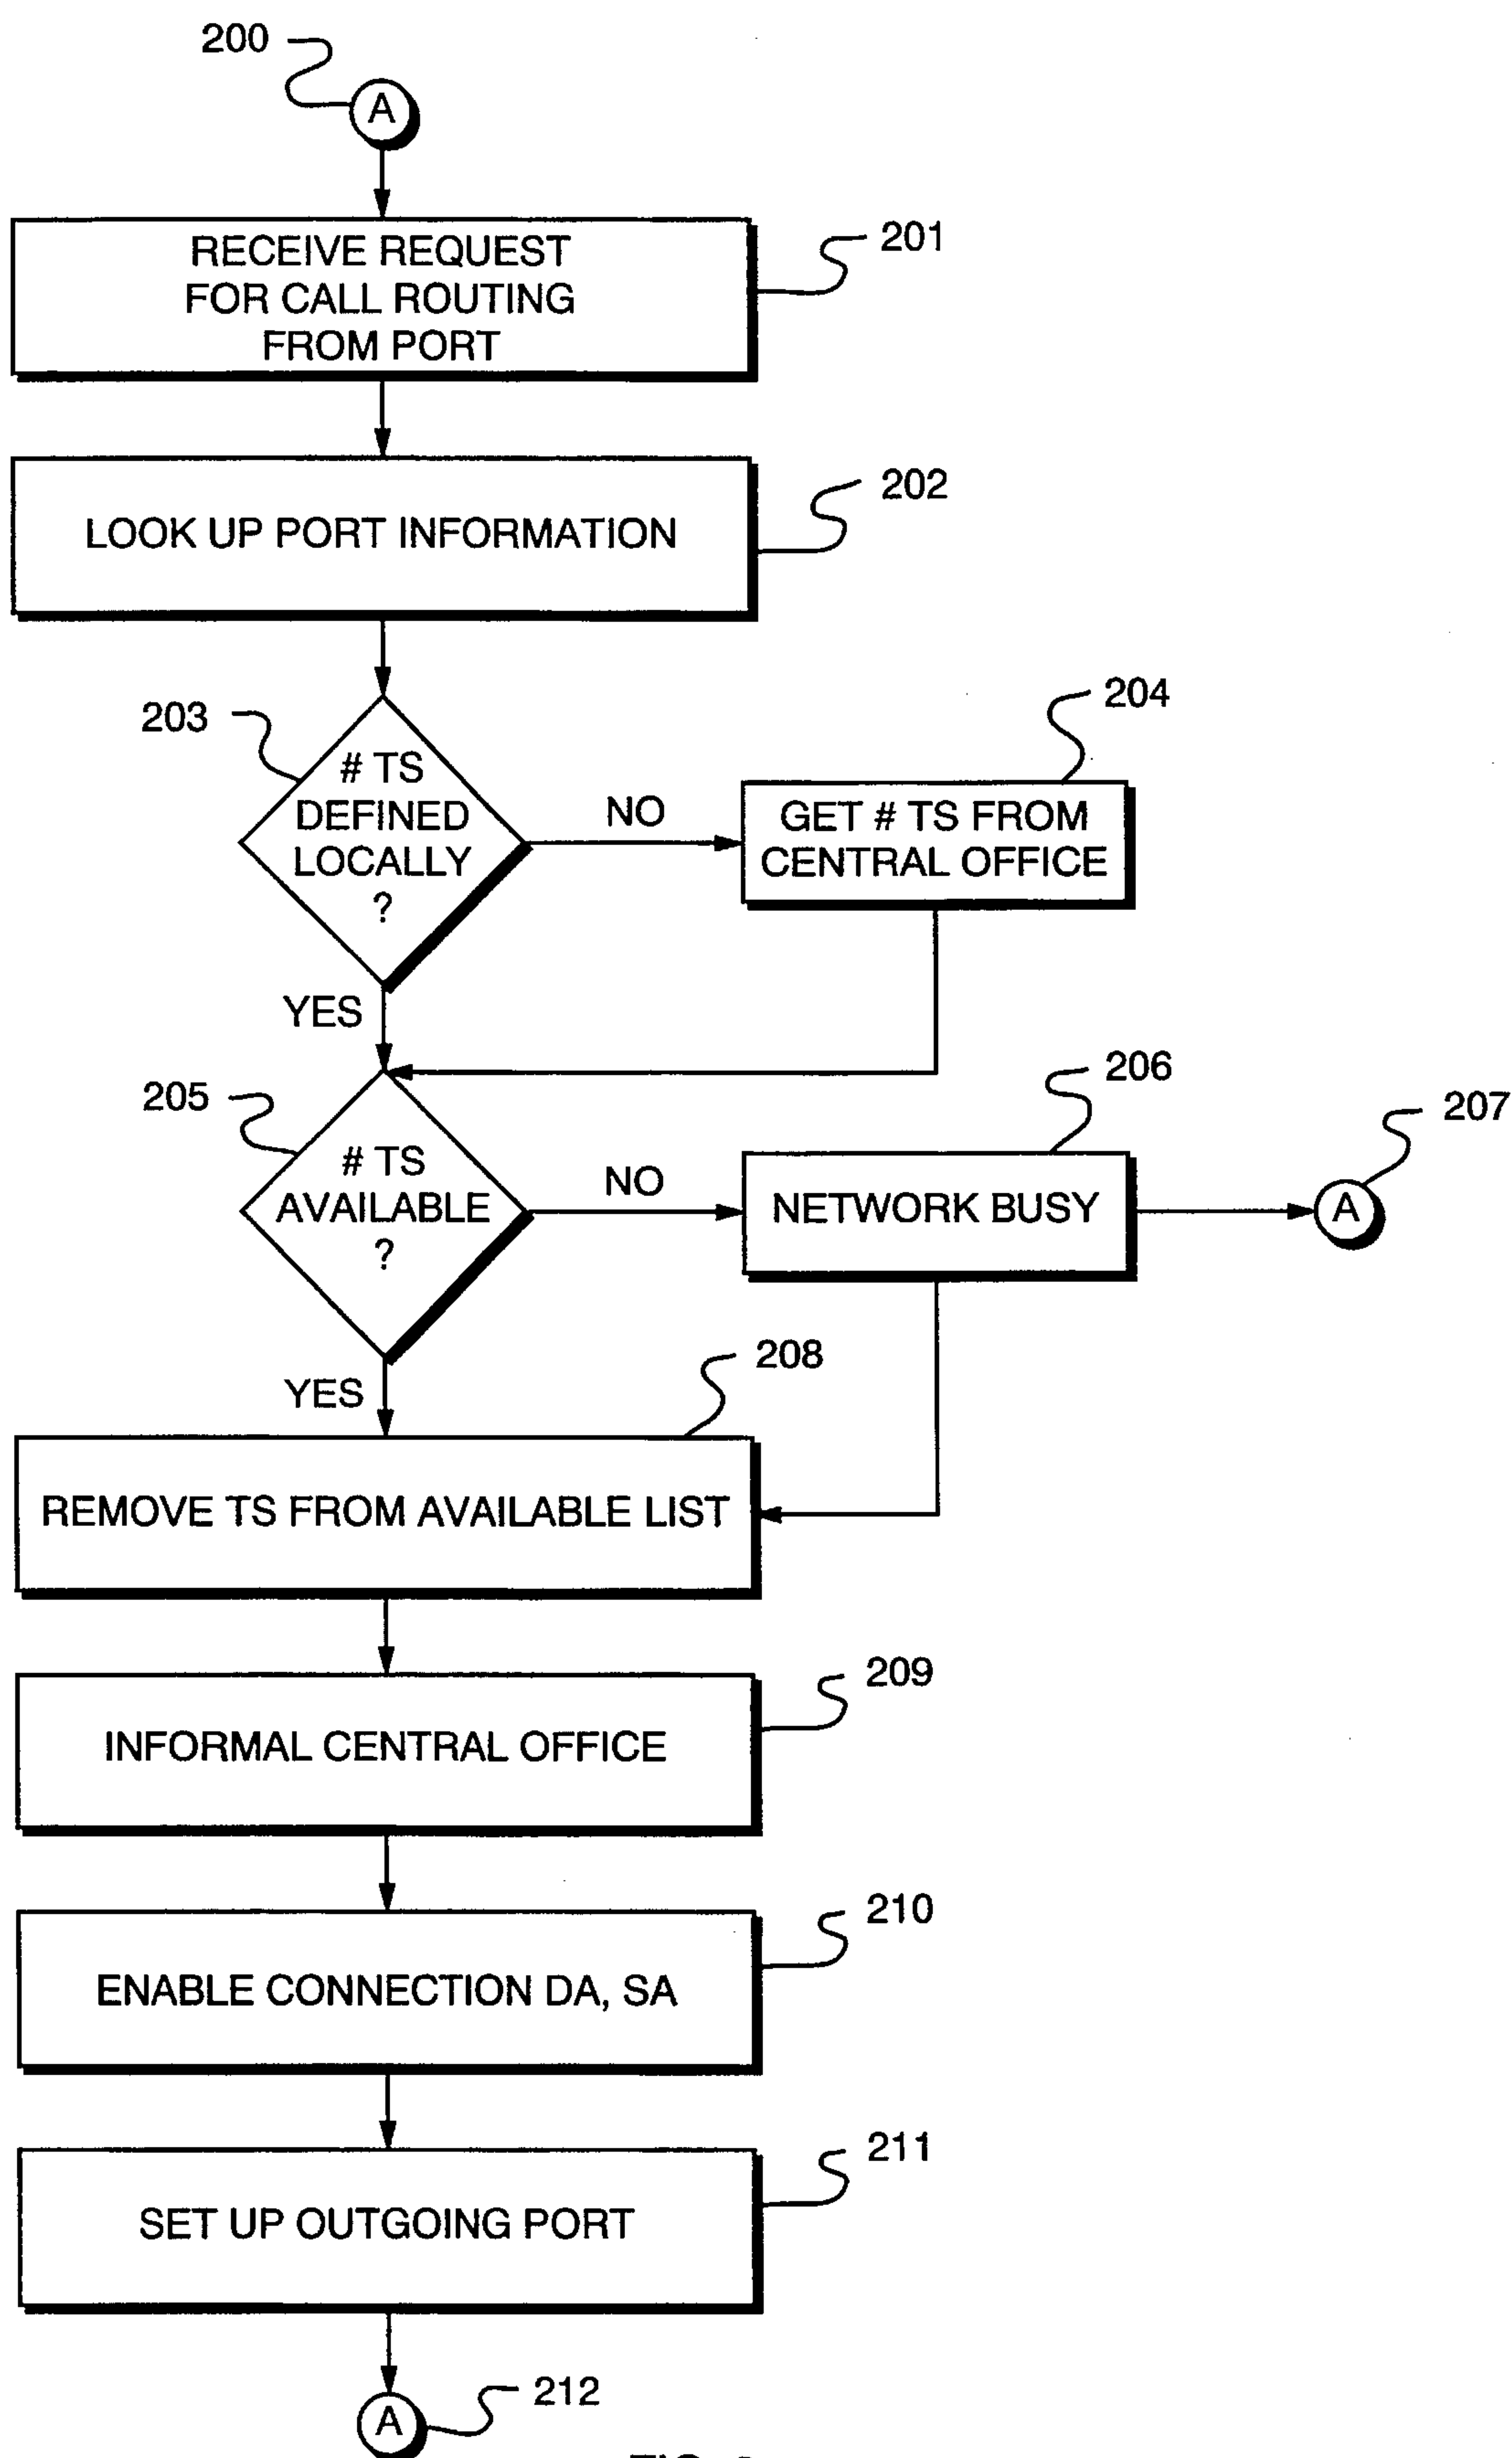 200
A
RECEIVE REQUEST
FOR CALL ROUTING
FROM PORT
201
LOOK UP PORT INFORMATION
202
203
# TS
DEFINED
LOCALLY
?
NO
204
GET # TS FROM
CENTRAL OFFICE
YES
205
# TS
AVAILABLE
?
NO
206
NETWORK BUSY
207
A
YES
208
REMOVE TS FROM AVAILABLE LIST
209
INFORMAL CENTRAL OFFICE
210
ENABLE CONNECTION DA, SA
211
SET UP OUTGOING PORT
A
212